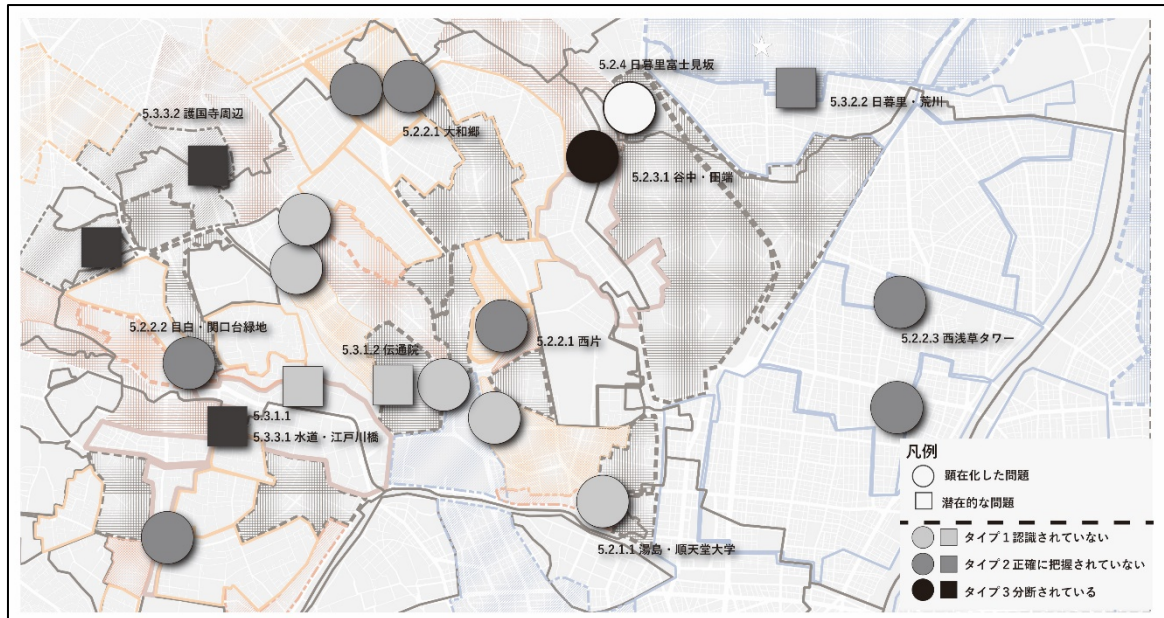 5.2.4 日暮里富士見坂
5.3.2.2 日暮里・荒川
5.3.3.2 護国寺周辺
5.2.2.1 大和郷
5.2.3.1 谷中・田端
5.2.2.2 目白・関口台緑地
5.3.1.2 伝通院
5.2.2.1 西片
5.2.2.3 西浅草タワー
5.3.1.1
5.3.3.1 水道・江戸川橋
5.2.1.1 湯島・順天堂大学
凡例
顕在化した問題
潜在的な問題
タイプ1認識されていない
タイプ2正確に把握されていない
タイプ3分断されている